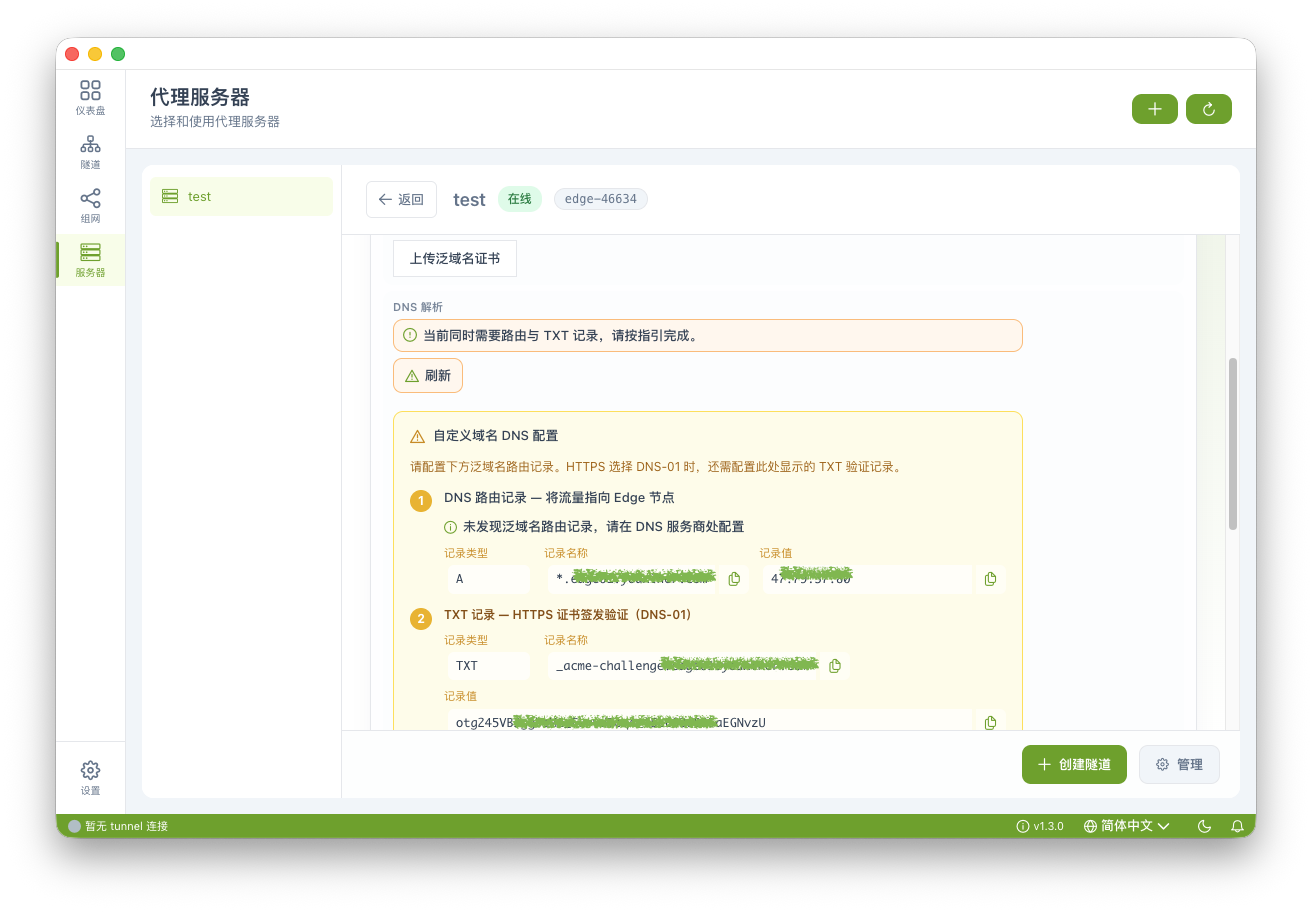 仪表盘
隧道
组网
服务器
设置
代理服务器
选择和使用代理服务器
test
返回 test 在线 edge-46634
上传泛域名证书
DNS 解析
当前同时需要路由与 TXT 记录，请按指引完成。
刷新
自定义域名 DNS 配置
请配置下方泛域名路由记录。HTTPS 选择 DNS-01 时，还需配置此处显示的 TXT 验证记录。
1 DNS 路由记录 — 将流量指向 Edge 节点
未发现泛域名路由记录，请在 DNS 服务商处配置
记录类型 记录名称 记录值
A *.
2 TXT 记录 — HTTPS 证书签发验证（DNS-01）
记录类型 记录名称
TXT _acme-challenge
记录值
otg245VB aEGNvzU
创建隧道 管理
暂无 tunnel 连接 v1.3.0 简体中文